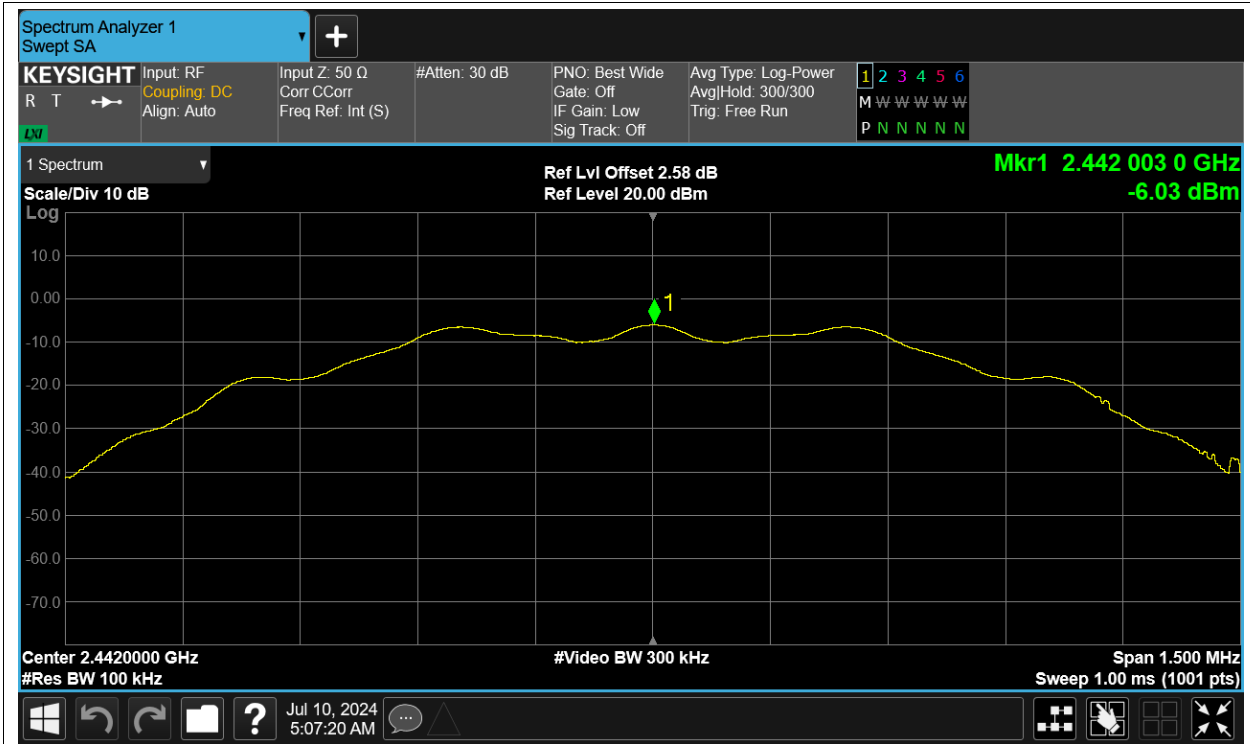 Spectrum Analyzer 1
Swept SA
KEYSIGHT
R T
LXI
Input: RF
Coupling: DC
Align: Auto
Input Z: 50 Ω
Corr CCorr
Freq Ref: Int (S)
#Atten: 30 dB
PNO: Best Wide
Gate: Off
IF Gain: Low
Sig Track: Off
Avg Type: Log-Power
Avg|Hold: 300/300
Trig: Free Run
1 2 3 4 5 6
M W W W W W
P N N N N N
1 Spectrum
Scale/Div 10 dB
Log
Ref Lvl Offset 2.58 dB
Ref Level 20.00 dBm
Mkr1 2.442 003 0 GHz
-6.03 dBm
10.0
0.00
1
-10.0
-20.0
-30.0
-40.0
-50.0
-60.0
-70.0
Center 2.4420000 GHz
#Res BW 100 kHz
#Video BW 300 kHz
Span 1.500 MHz
Sweep 1.00 ms (1001 pts)
?
Jul 10, 2024
5:07:20 AM